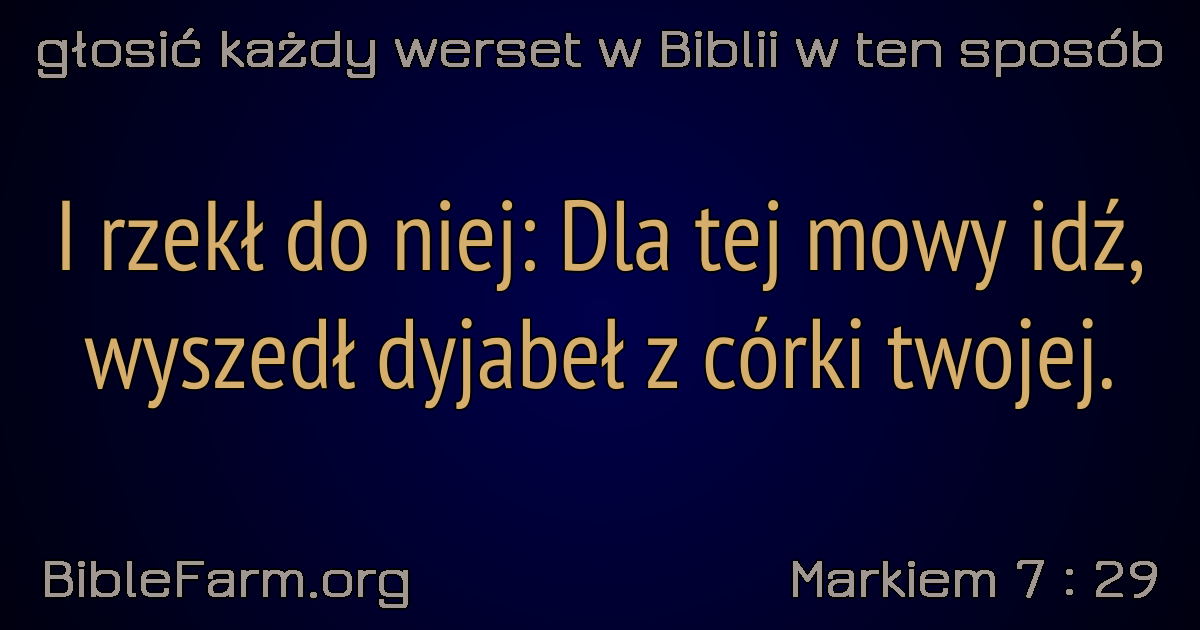 głosić każdy werset w Biblii w ten sposób
I rzekł do niej: Dla tej mowy idź,
wyszedł dyjabeł z córki twojej.
BibleFarm.org
Markiem 7 : 29